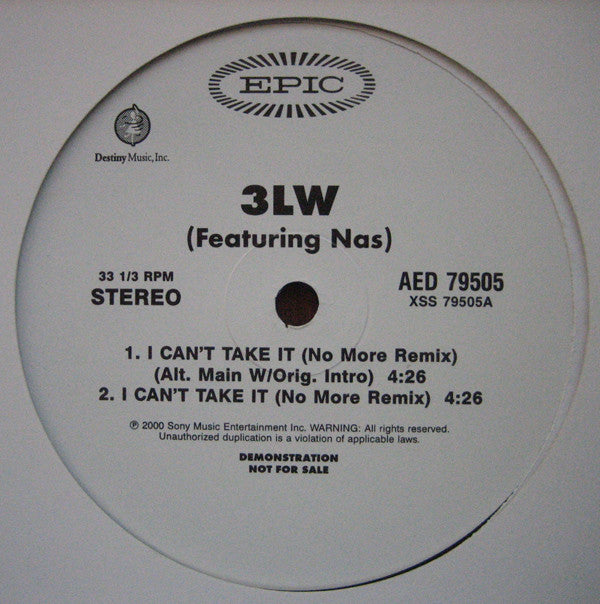 EPIC
Destiny Music, Inc.
3LW
(Featuring Nas)
33 1/3 RPM
STEREO
AED 79505
XSS 79505A
1. I CAN'T TAKE IT (No More Remix)
(Alt. Main W/Orig. Intro) 4:26
2. I CAN'T TAKE IT (No More Remix) 4:26
℗ 2000 Sony Music Entertainment Inc. WARNING: All rights reserved.
Unauthorized duplication is a violation of applicable laws.
DEMONSTRATION
NOT FOR SALE